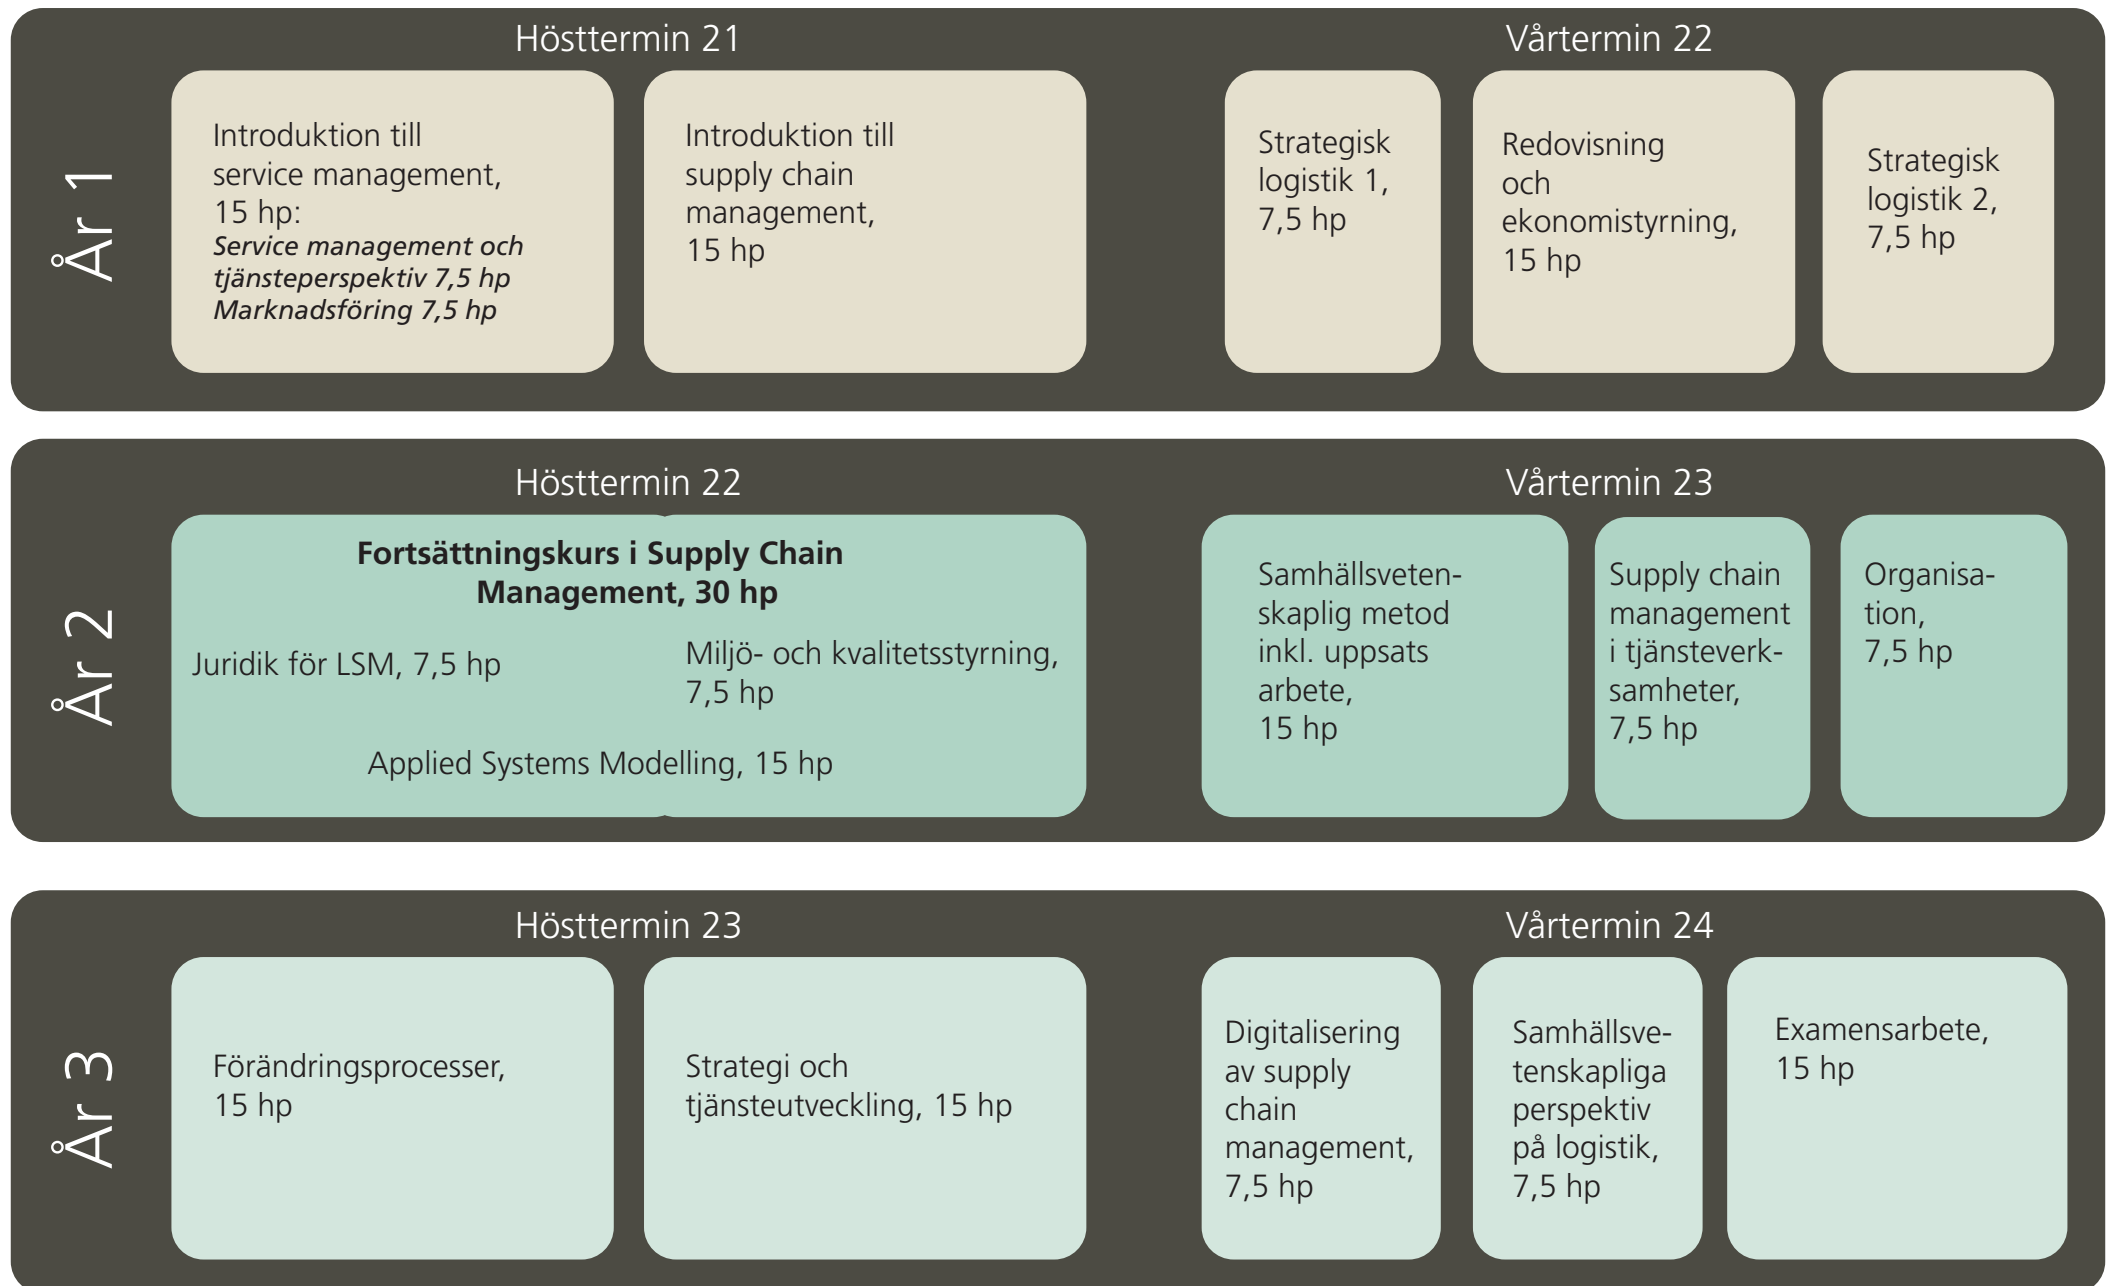 År 1
Hösttermin 21
Introduktion till
service management,
15 hp:
Service management och
tjänsteperspektiv 7,5 hp
Marknadsföring 7,5 hp
Introduktion till
supply chain
management,
15 hp
Vårtermin 22
Strategisk
logistik 1,
7,5 hp
Redovisning
och
ekonomistyrning,
15 hp
Strategisk
logistik 2,
7,5 hp
År 2
Hösttermin 22
Fortsättningskurs i Supply Chain
Management, 30 hp
Juridik för LSM, 7,5 hp
Miljö- och kvalitetsstyrning,
7,5 hp
Applied Systems Modelling, 15 hp
Vårtermin 23
Samhällsveten-
skaplig metod
inkl. uppsats
arbete,
15 hp
Supply chain
management
i tjänsteverk-
samheter,
7,5 hp
Organisa-
tion,
7,5 hp
År 3
Hösttermin 23
Förändringsprocesser,
15 hp
Strategi och
tjänsteutveckling, 15 hp
Vårtermin 24
Digitalisering
av supply
chain
management,
7,5 hp
Samhällsve-
tenskapliga
perspektiv
på logistik,
7,5 hp
Examensarbete,
15 hp